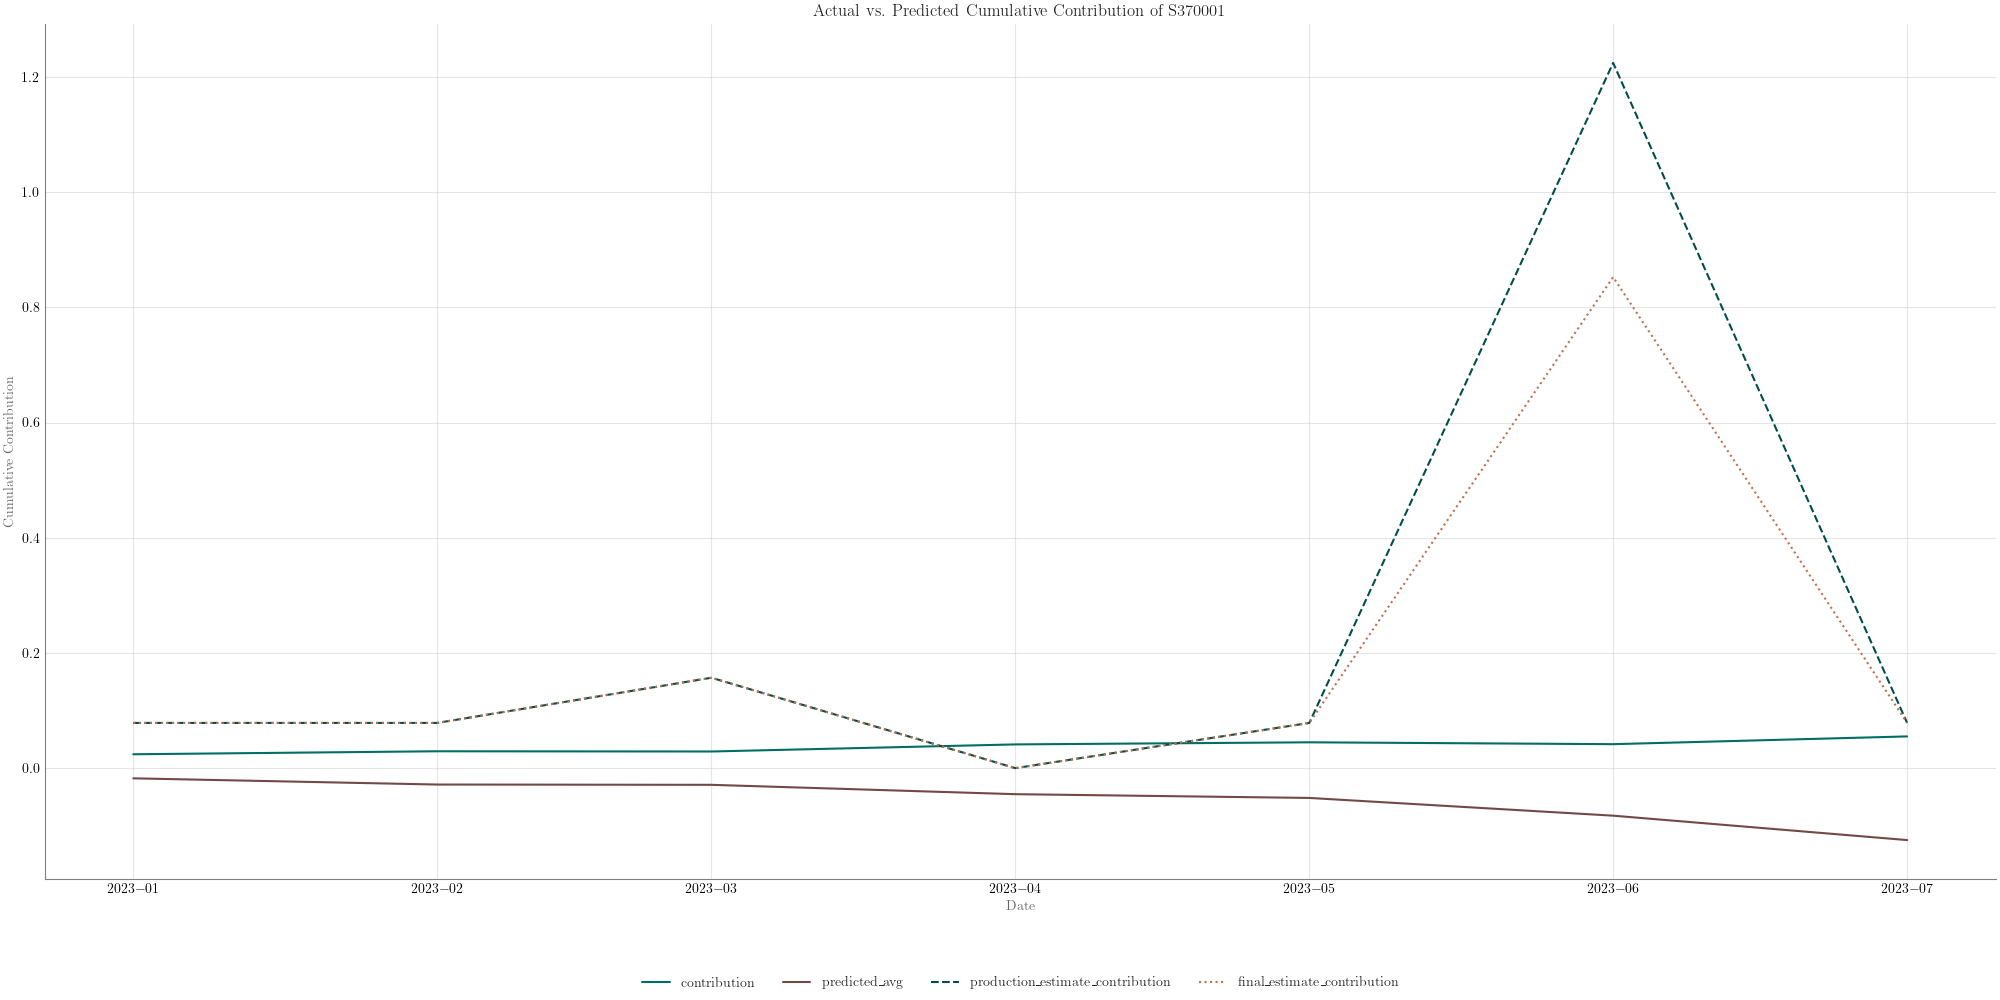 Actual vs. Predicted Cumulative Contribution of S370001
1.2
1.0
0.8
0.6
0.4
0.2
0.0
Cumulative Contribution
2023−01 2023−02 2023−03 2023−04 2023−05 2023−06 2023−07
Date
contribution predicted_avg production_estimate_contribution final_estimate_contribution